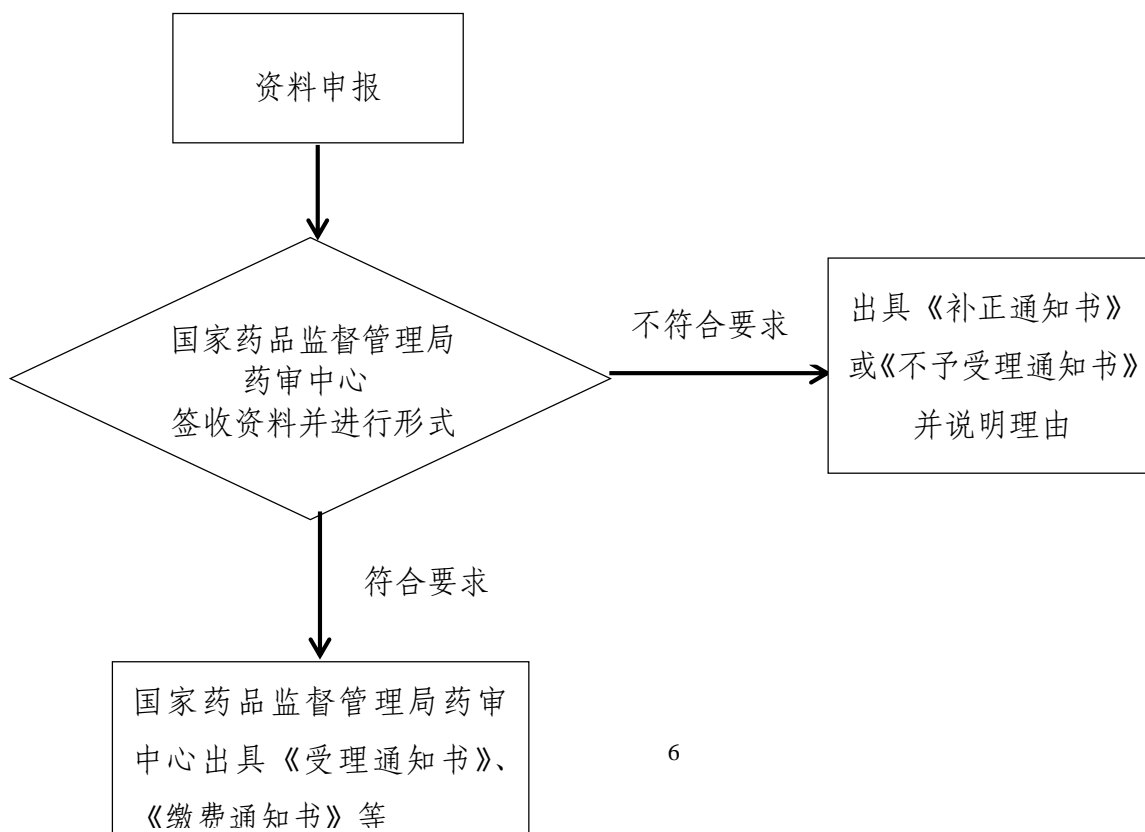 资料申报
国家药品监督管理局
药审中心
签收资料并进行形式
不符合要求
出具《补正通知书》
或《不予受理通知书》
并说明理由
符合要求
国家药品监督管理局药审
中心出具《受理通知书》、
《缴费通知书》等
6